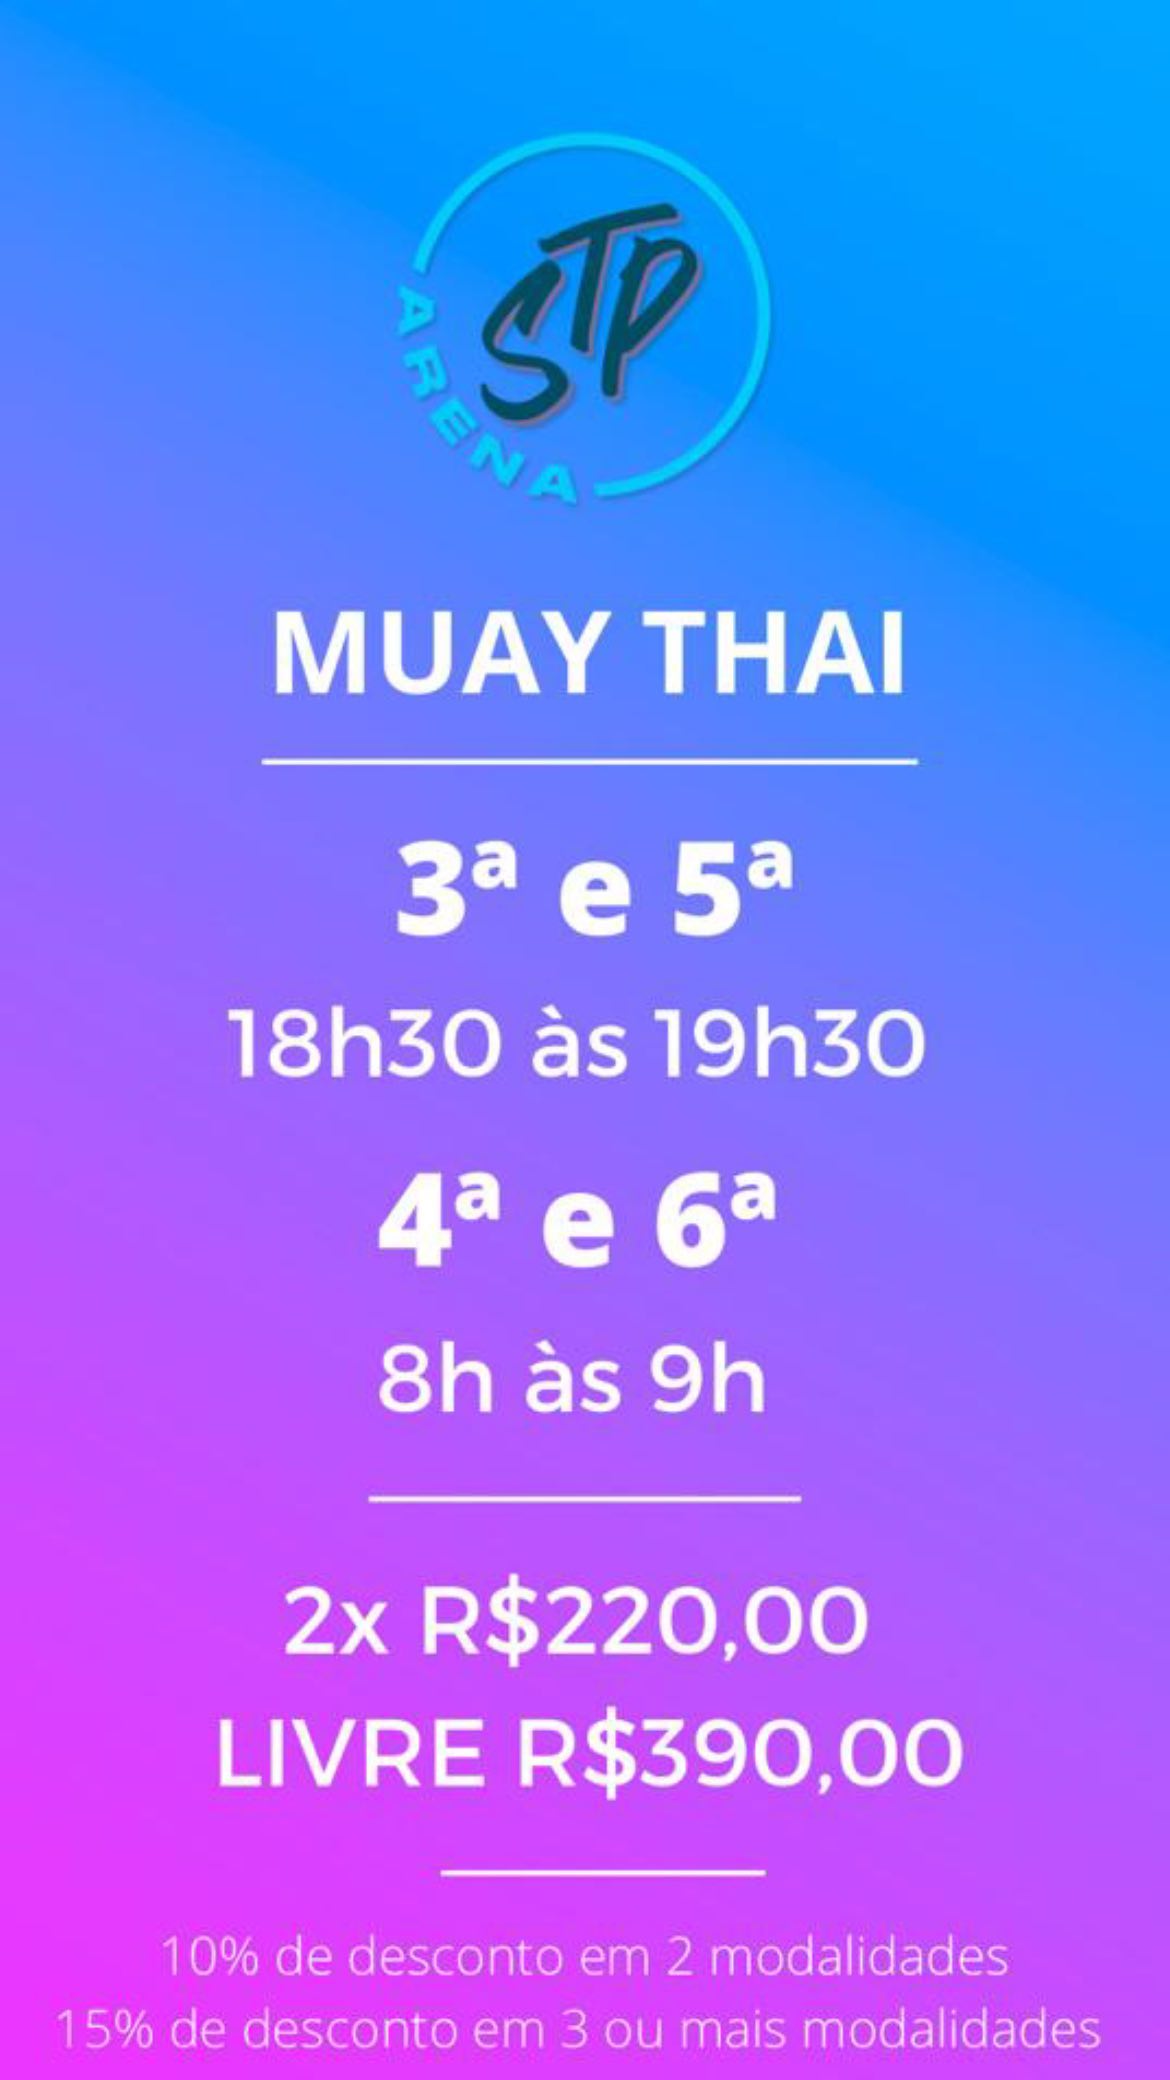 STP
ARENA
MUAY THAI
3ª e 5ª
18h30 às 19h30
4ª e 6ª
8h às 9h
2x R$220,00
LIVRE R$390,00
10% de desconto em 2 modalidades
15% de desconto em 3 ou mais modalidades